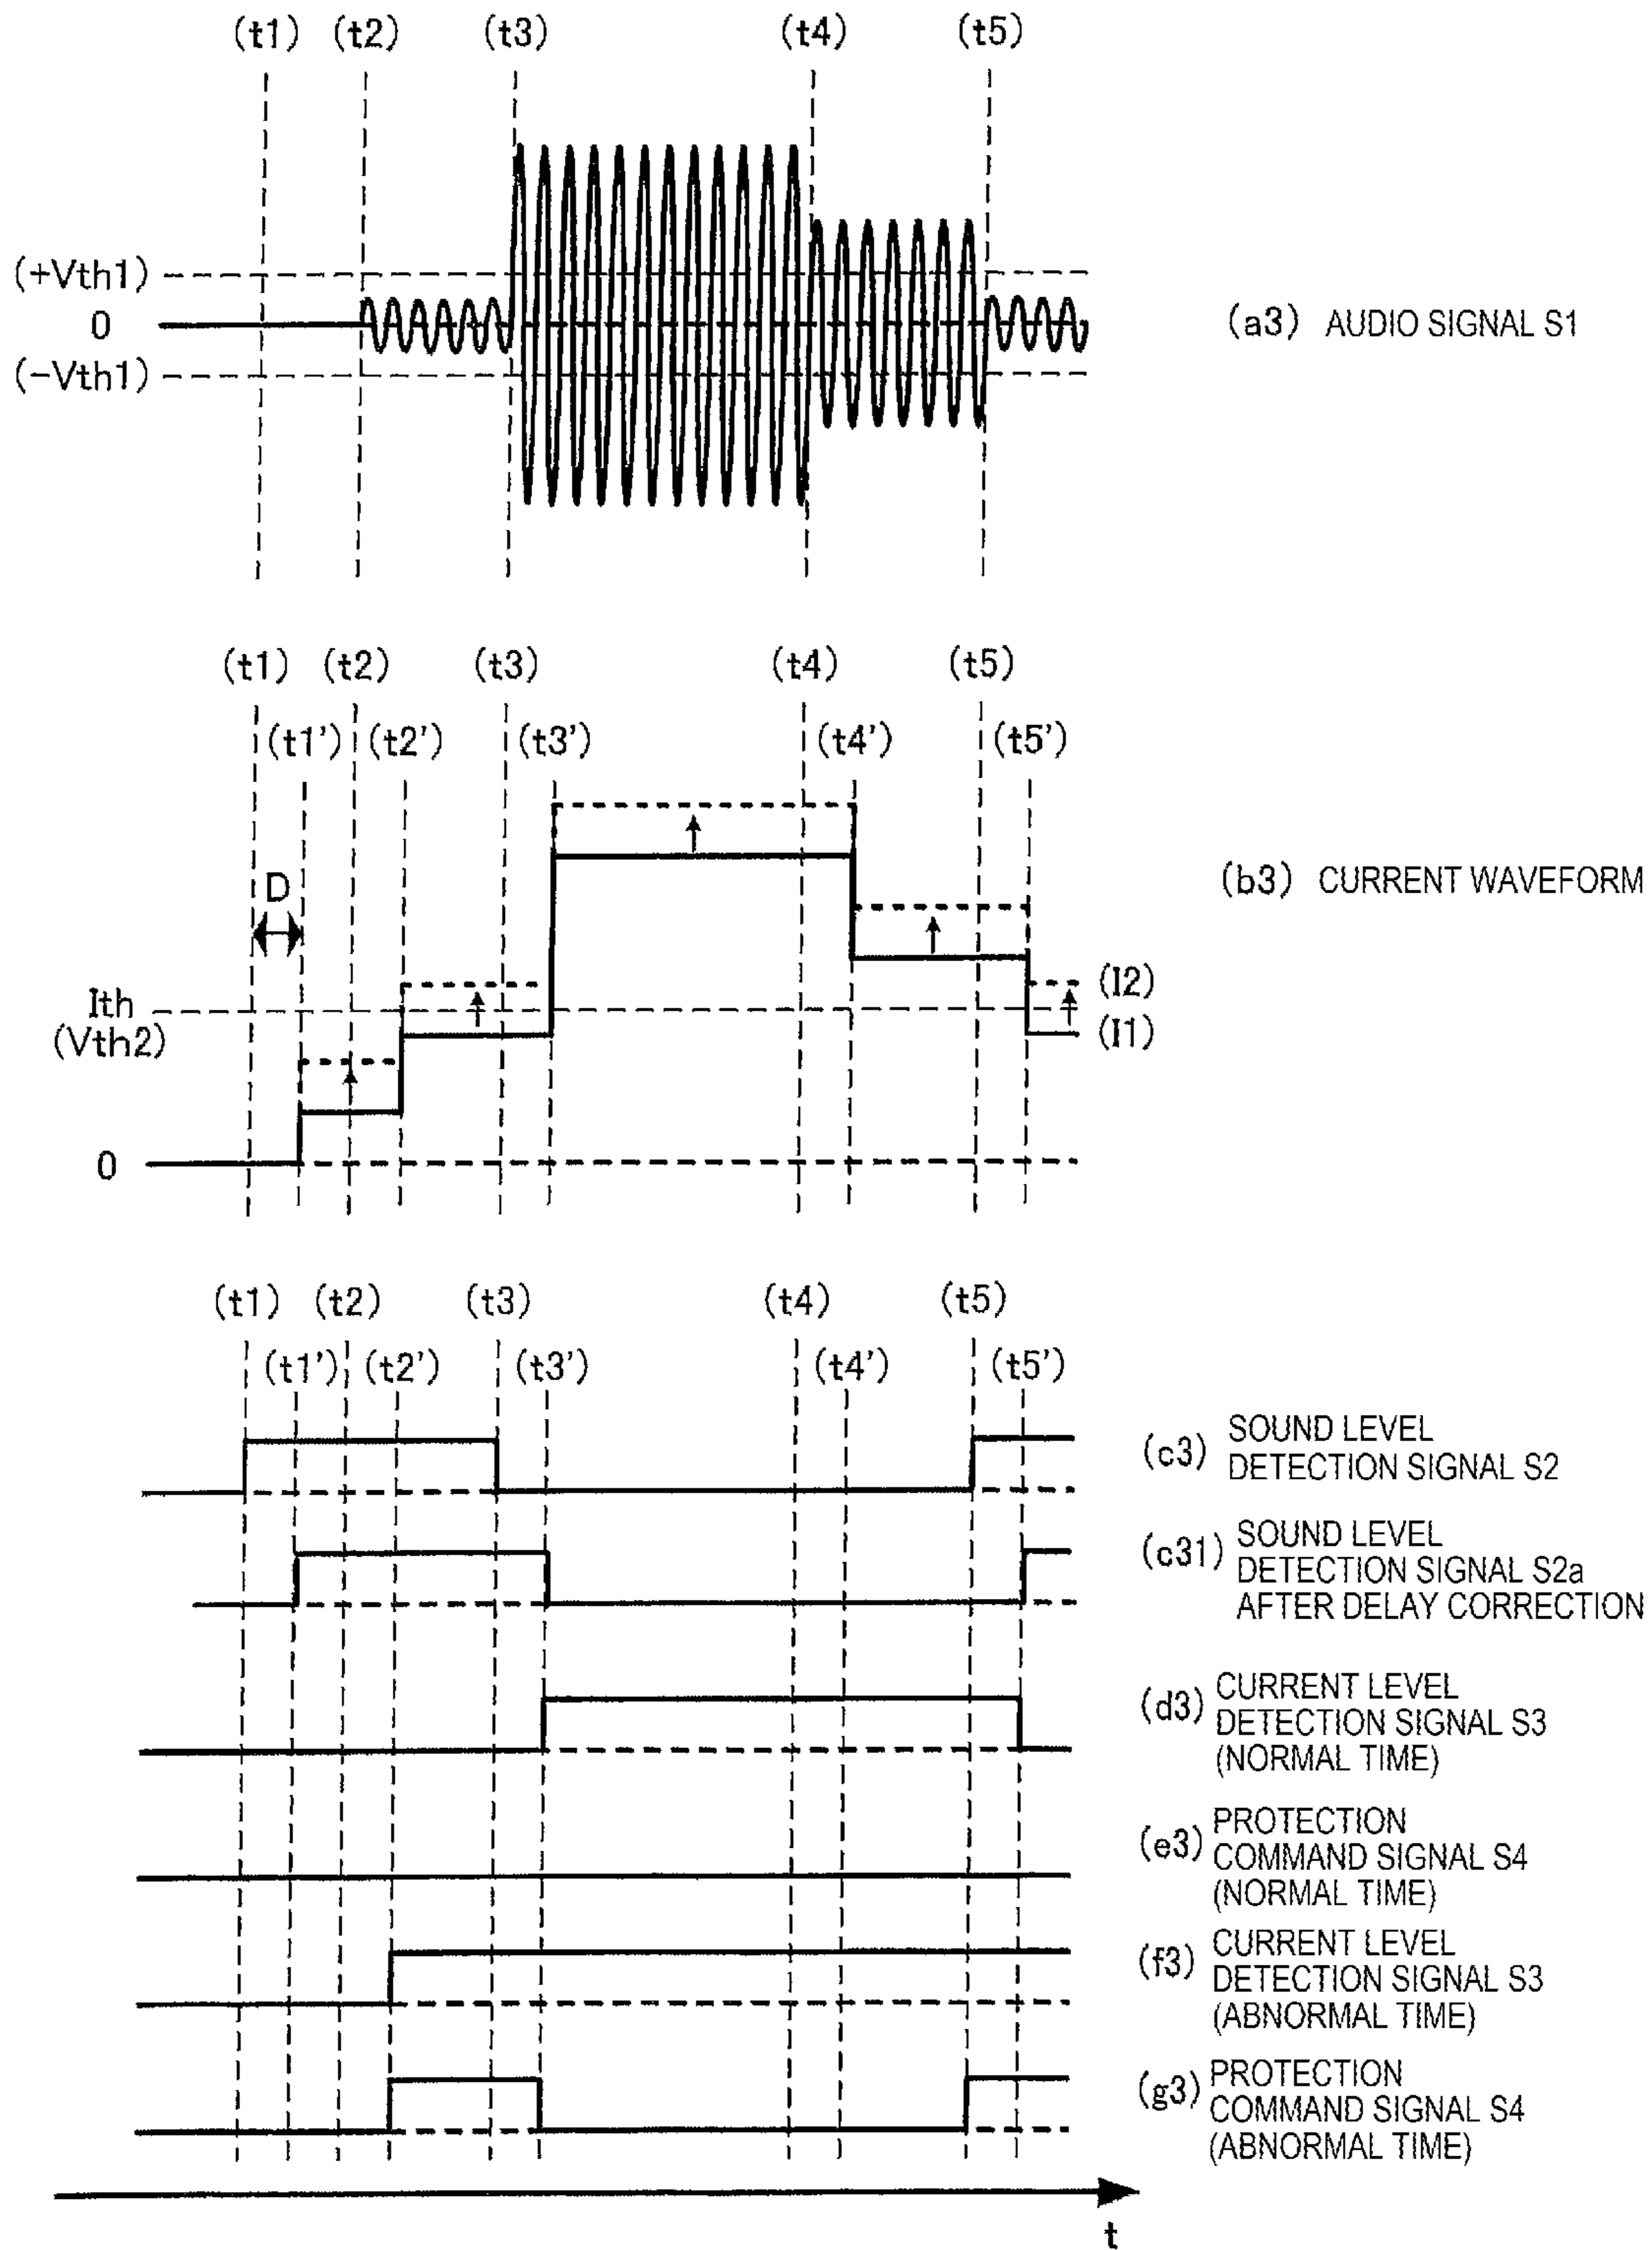 (t1) (t2) (t3) (t4) (t5)
(+Vth1)
0
(-Vth1)
(a3) AUDIO SIGNAL S1
(t1) (t2) (t3) (t4) (t5)
(t1') (t2') (t3') (t4') (t5')
D
(b3) CURRENT WAVEFORM
Ith
(Vth2)
(I2)
(I1)
0
(t1) (t2) (t3) (t4) (t5)
(t1') (t2') (t3') (t4') (t5')
(c3) SOUND LEVEL
DETECTION SIGNAL S2
(c31) SOUND LEVEL
DETECTION SIGNAL S2a
AFTER DELAY CORRECTION
(d3) CURRENT LEVEL
DETECTION SIGNAL S3
(NORMAL TIME)
(e3) PROTECTION
COMMAND SIGNAL S4
(NORMAL TIME)
(f3) CURRENT LEVEL
DETECTION SIGNAL S3
(ABNORMAL TIME)
(g3) PROTECTION
COMMAND SIGNAL S4
(ABNORMAL TIME)
t